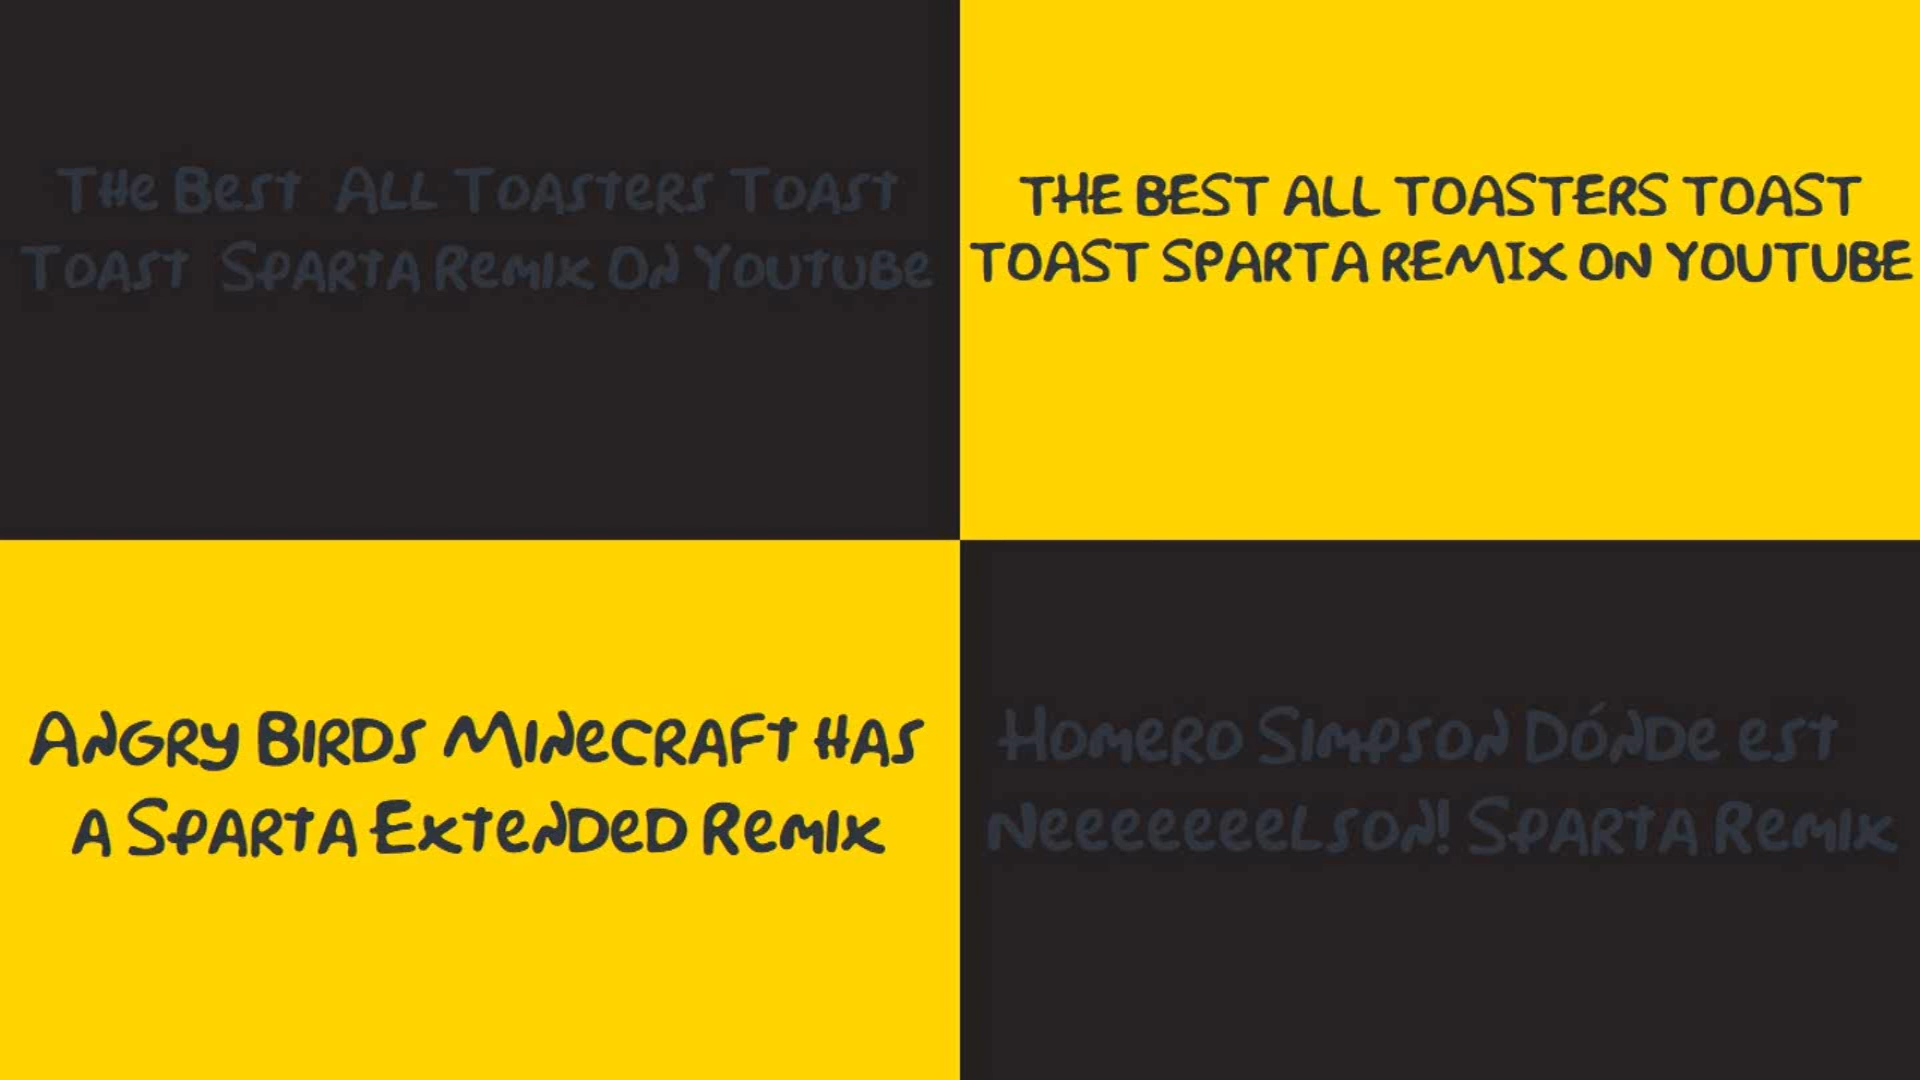 The Best All Toasters Toast
Toast Sparta Remix On Youtube
THE BEST ALL TOASTERS TOAST
TOAST SPARTA REMIX ON YOUTUBE
Angry Birds Minecraft has
a Sparta Extended Remix
Homero Simpson Dónde est
Neeeeeeelson! Sparta Remix